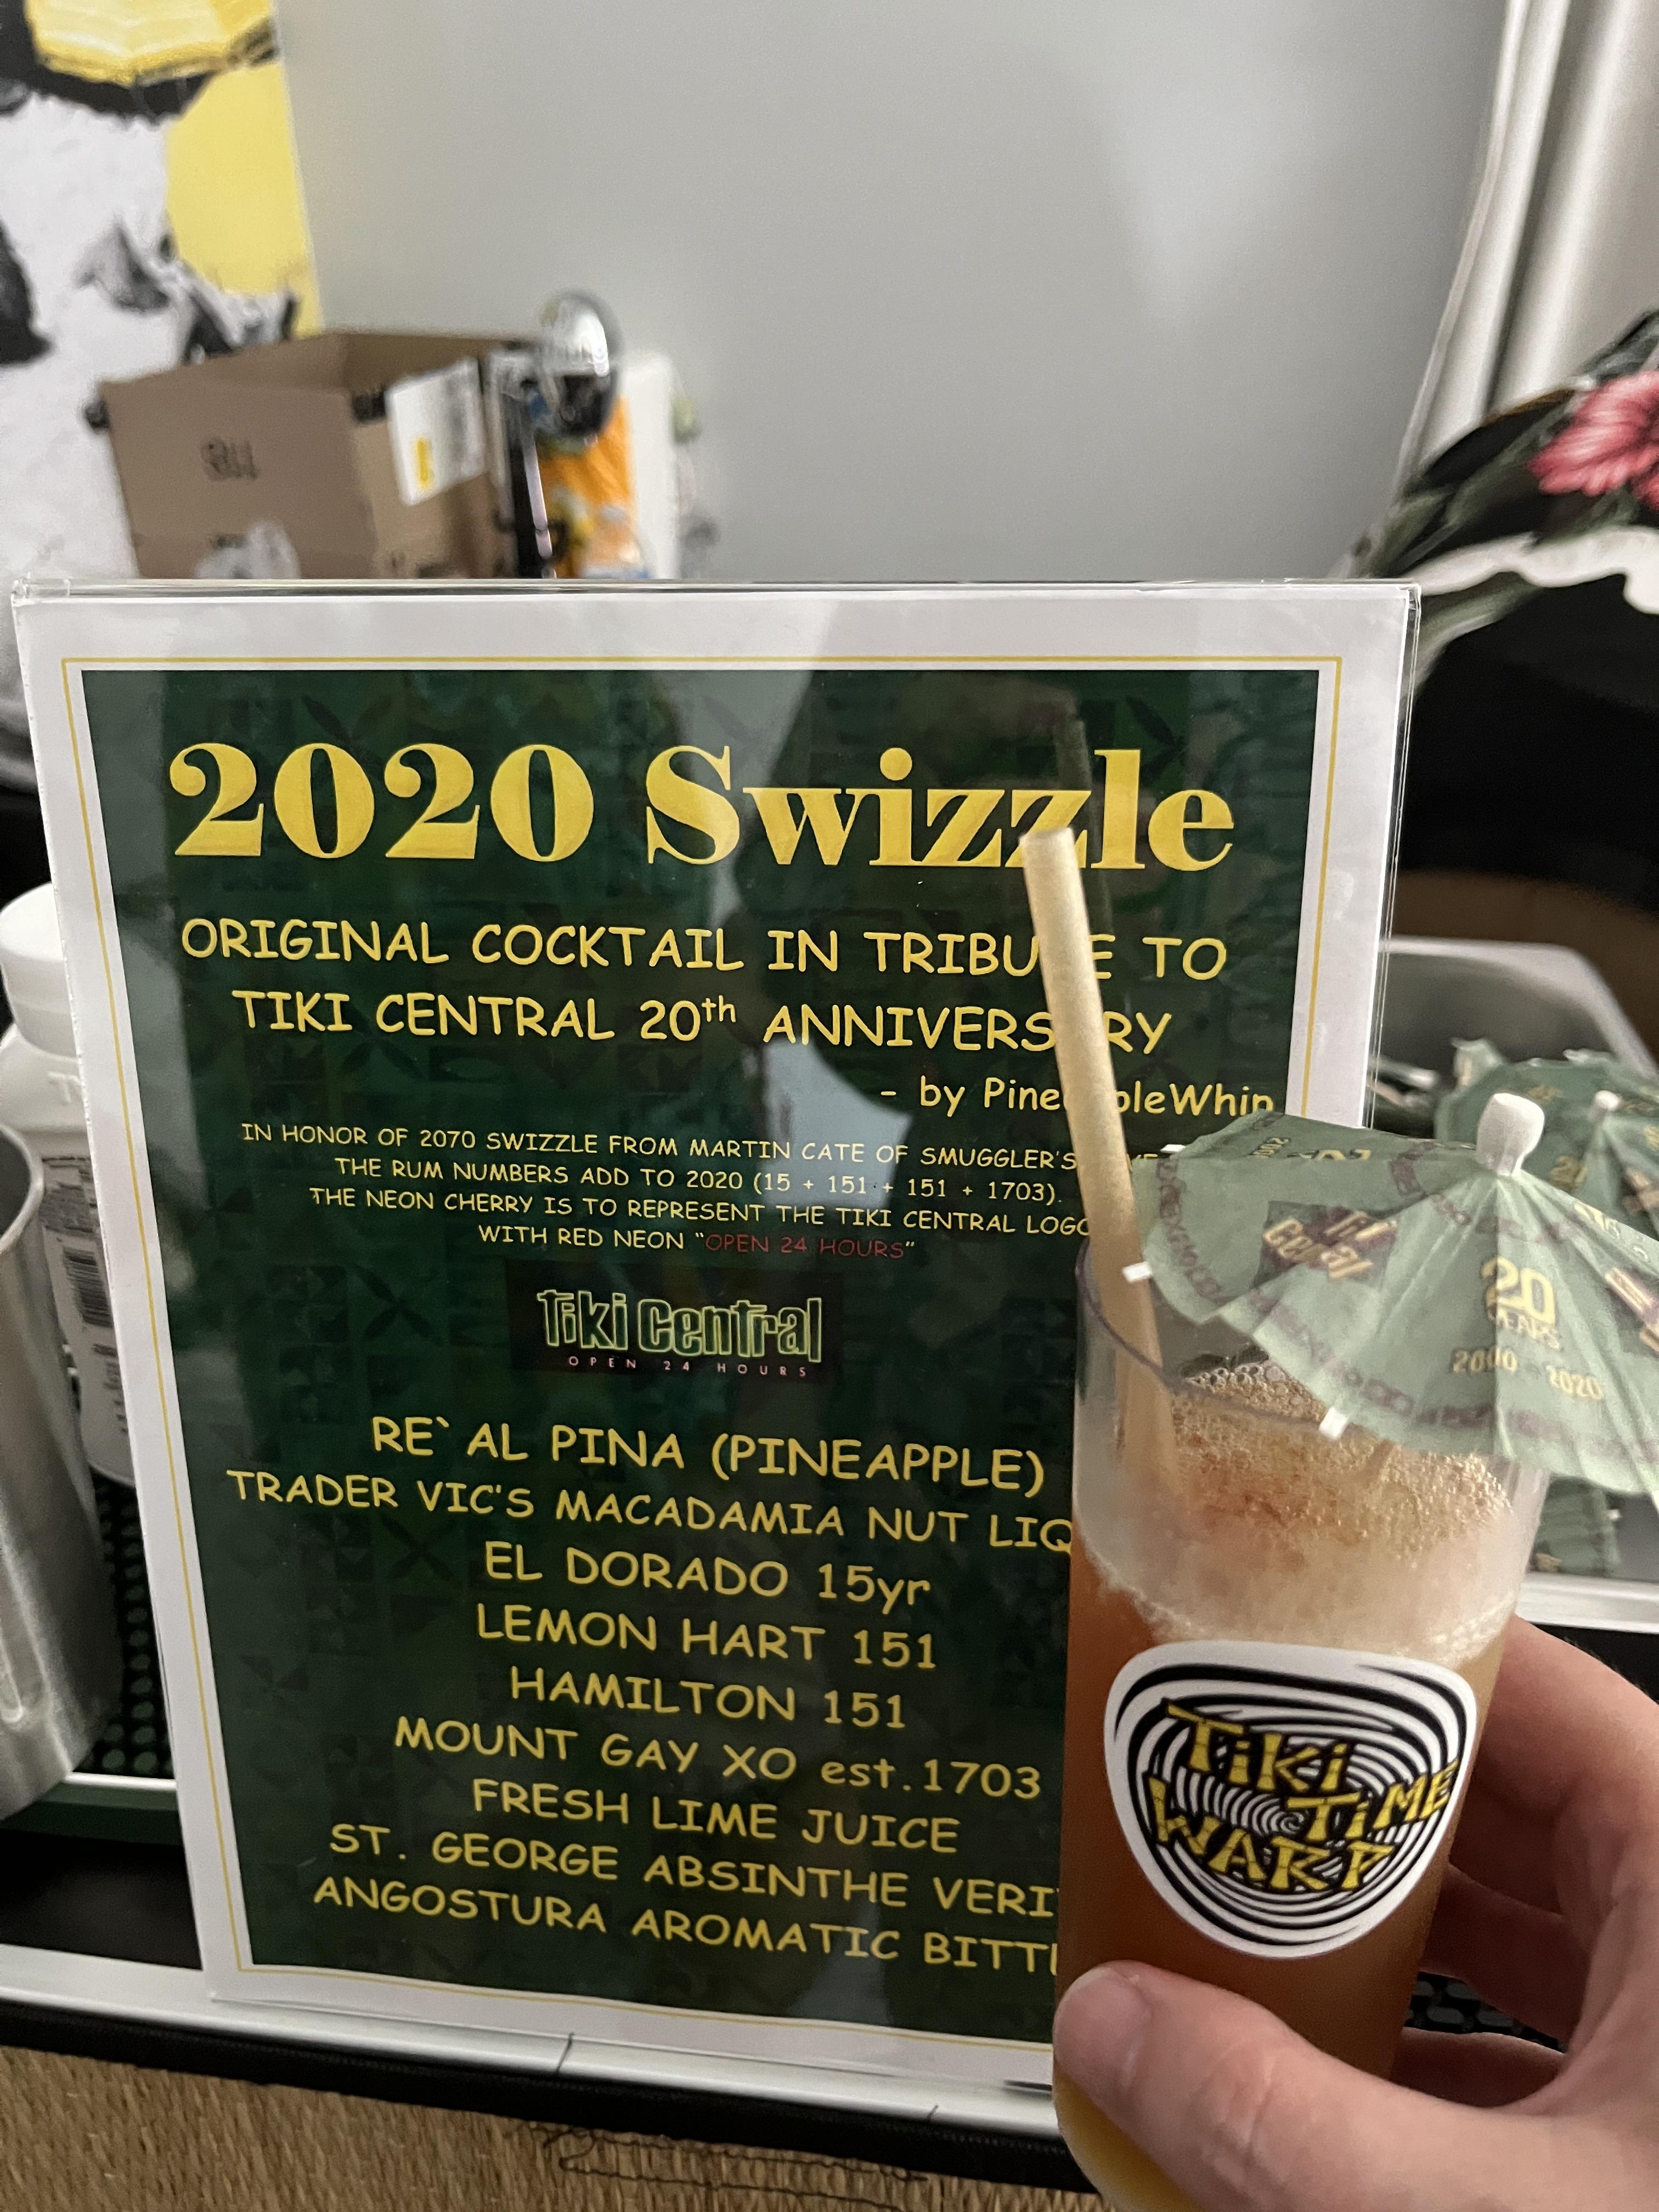 2020 Swizzle
ORIGINAL COCKTAIL IN TRIBU E TO
TIKI CENTRAL 20th ANNIVERS RY
- by Pine pleWhip
IN HONOR OF 2070 SWIZZLE FROM MARTIN CATE OF SMUGGLER'S
THE RUM NUMBERS ADD TO 2020 (15 + 151 + 151 + 1703).
THE NEON CHERRY IS TO REPRESENT THE TIKI CENTRAL LOGO
WITH RED NEON "OPEN 24 HOURS"
Tiki Central
OPEN 24 HOURS
RE` AL PINA (PINEAPPLE)
TRADER VIC'S MACADAMIA NUT LIQ
EL DORADO 15yr
LEMON HART 151
HAMILTON 151
MOUNT GAY XO est.1703
FRESH LIME JUICE
ST. GEORGE ABSINTHE VERI
ANGOSTURA AROMATIC BITT
Tiki
Central
20
YEARS
2000 - 2020
TiKi
TiME
WARP